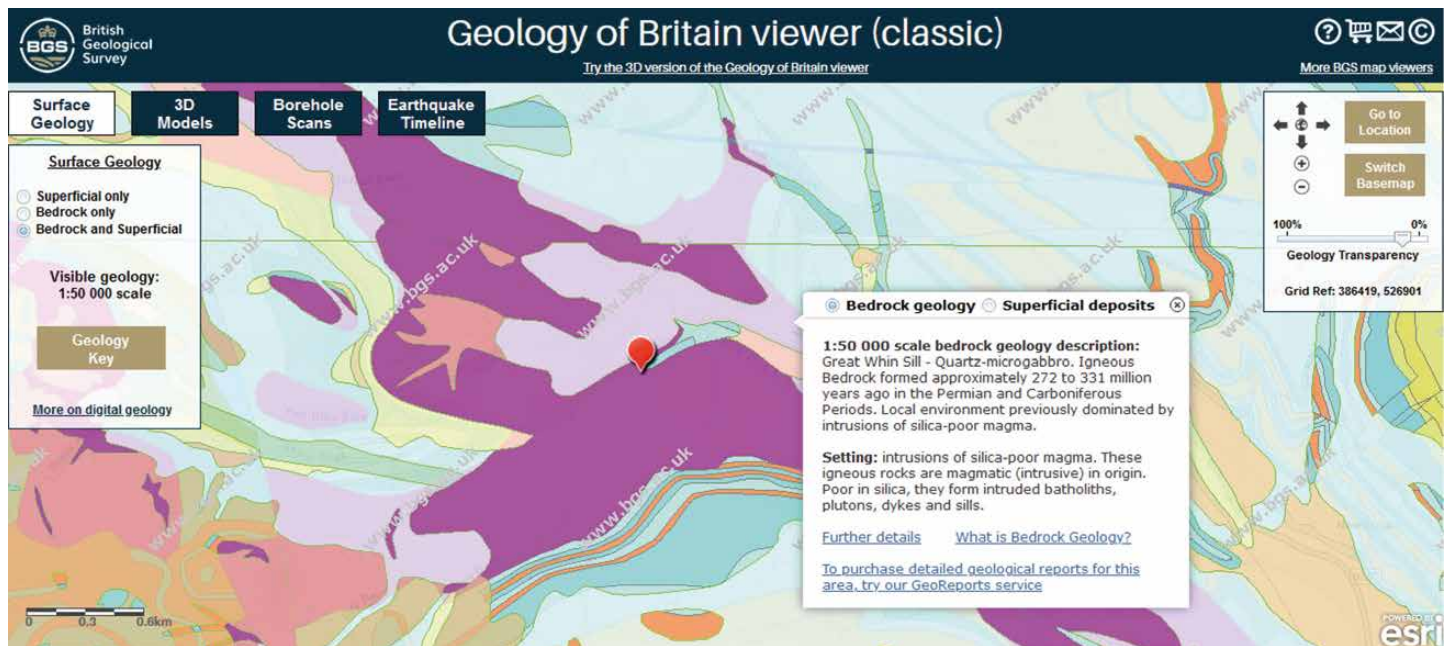 British
Geological
Survey
BGS
Geology of Britain viewer (classic)
Try the 3D version of the Geology of Britain viewer
More BGS map viewers
Surface
Geology
3D
Models
Borehole
Scans
Earthquake
Timeline
Surface Geology
Superficial only
Bedrock only
Bedrock and Superficial
Visible geology:
1:50 000 scale
Geology
Key
More on digital geology
Go to
Location
Switch
Basemap
100%
0%
Geology Transparency
Grid Ref: 386419, 526901
Bedrock geology
Superficial deposits
1:50 000 scale bedrock geology description:
Great Whin Sill - Quartz-microgabbro. Igneous
Bedrock formed approximately 272 to 331 million
years ago in the Permian and Carboniferous
Periods. Local environment previously dominated by
intrusions of silica-poor magma.
Setting: intrusions of silica-poor magma. These
igneous rocks are magmatic (intrusive) in origin.
Poor in silica, they form intruded batholiths,
plutons, dykes and sills.
Further details
What is Bedrock Geology?
To purchase detailed geological reports for this
area, try our GeoReports service
www.bgs.ac.uk
0 0.3 0.6km
POWERED BY
esri